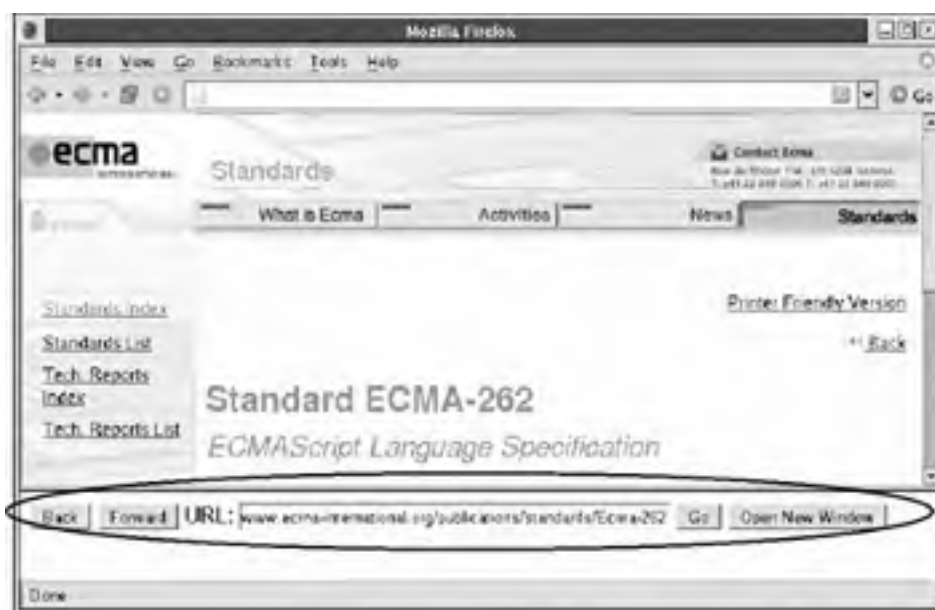 Mozilla Firefox
File Edit View Go Bookmarks Tools Help
Go
ecma
Standards
Contact Ecma
What is Ecma Activities News Standards
Printer Friendly Version
Standards Index
Standards List
Back
Tech. Reports
Index
Tech. Reports List
Standard ECMA-262
ECMAScript Language Specification
Back Forward URL: www.ecma-international.org/publications/standards/Ecma-262 Go Open New Window
Done